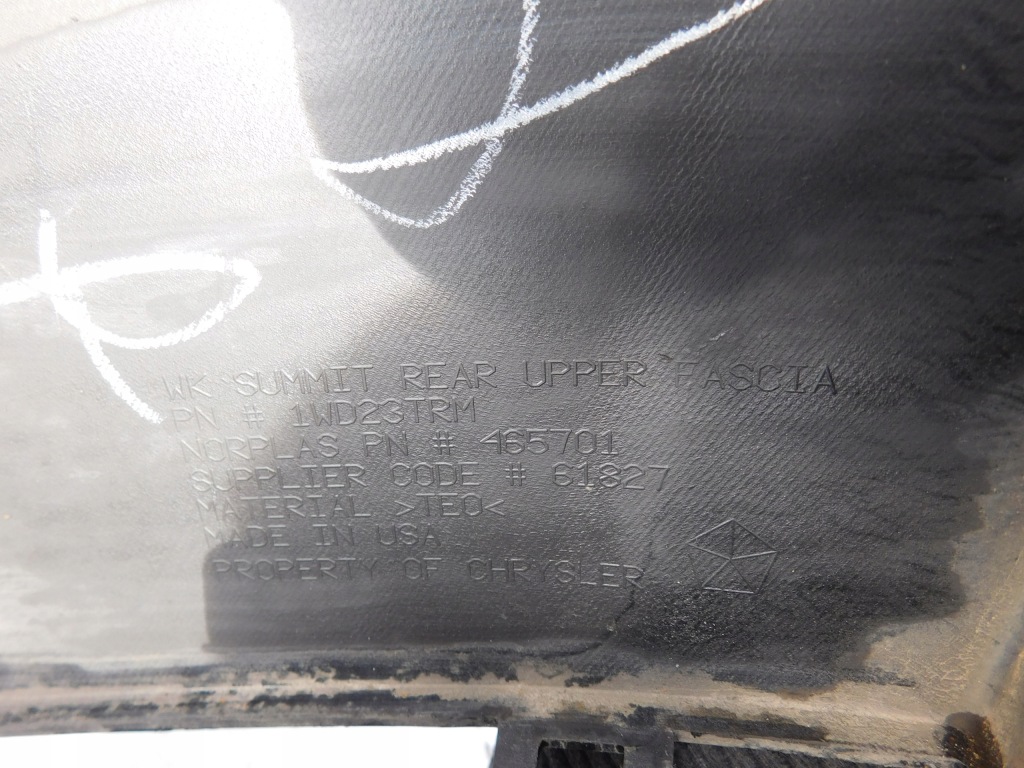 WK SUMMIT REAR UPPER FASCIA
PN # 1WD23TRM
NORPLAS PN # 465701
SUPPLIER CODE # 61827
MATERIAL >TEO<
MADE IN USA
PROPERTY OF CHRYSLER